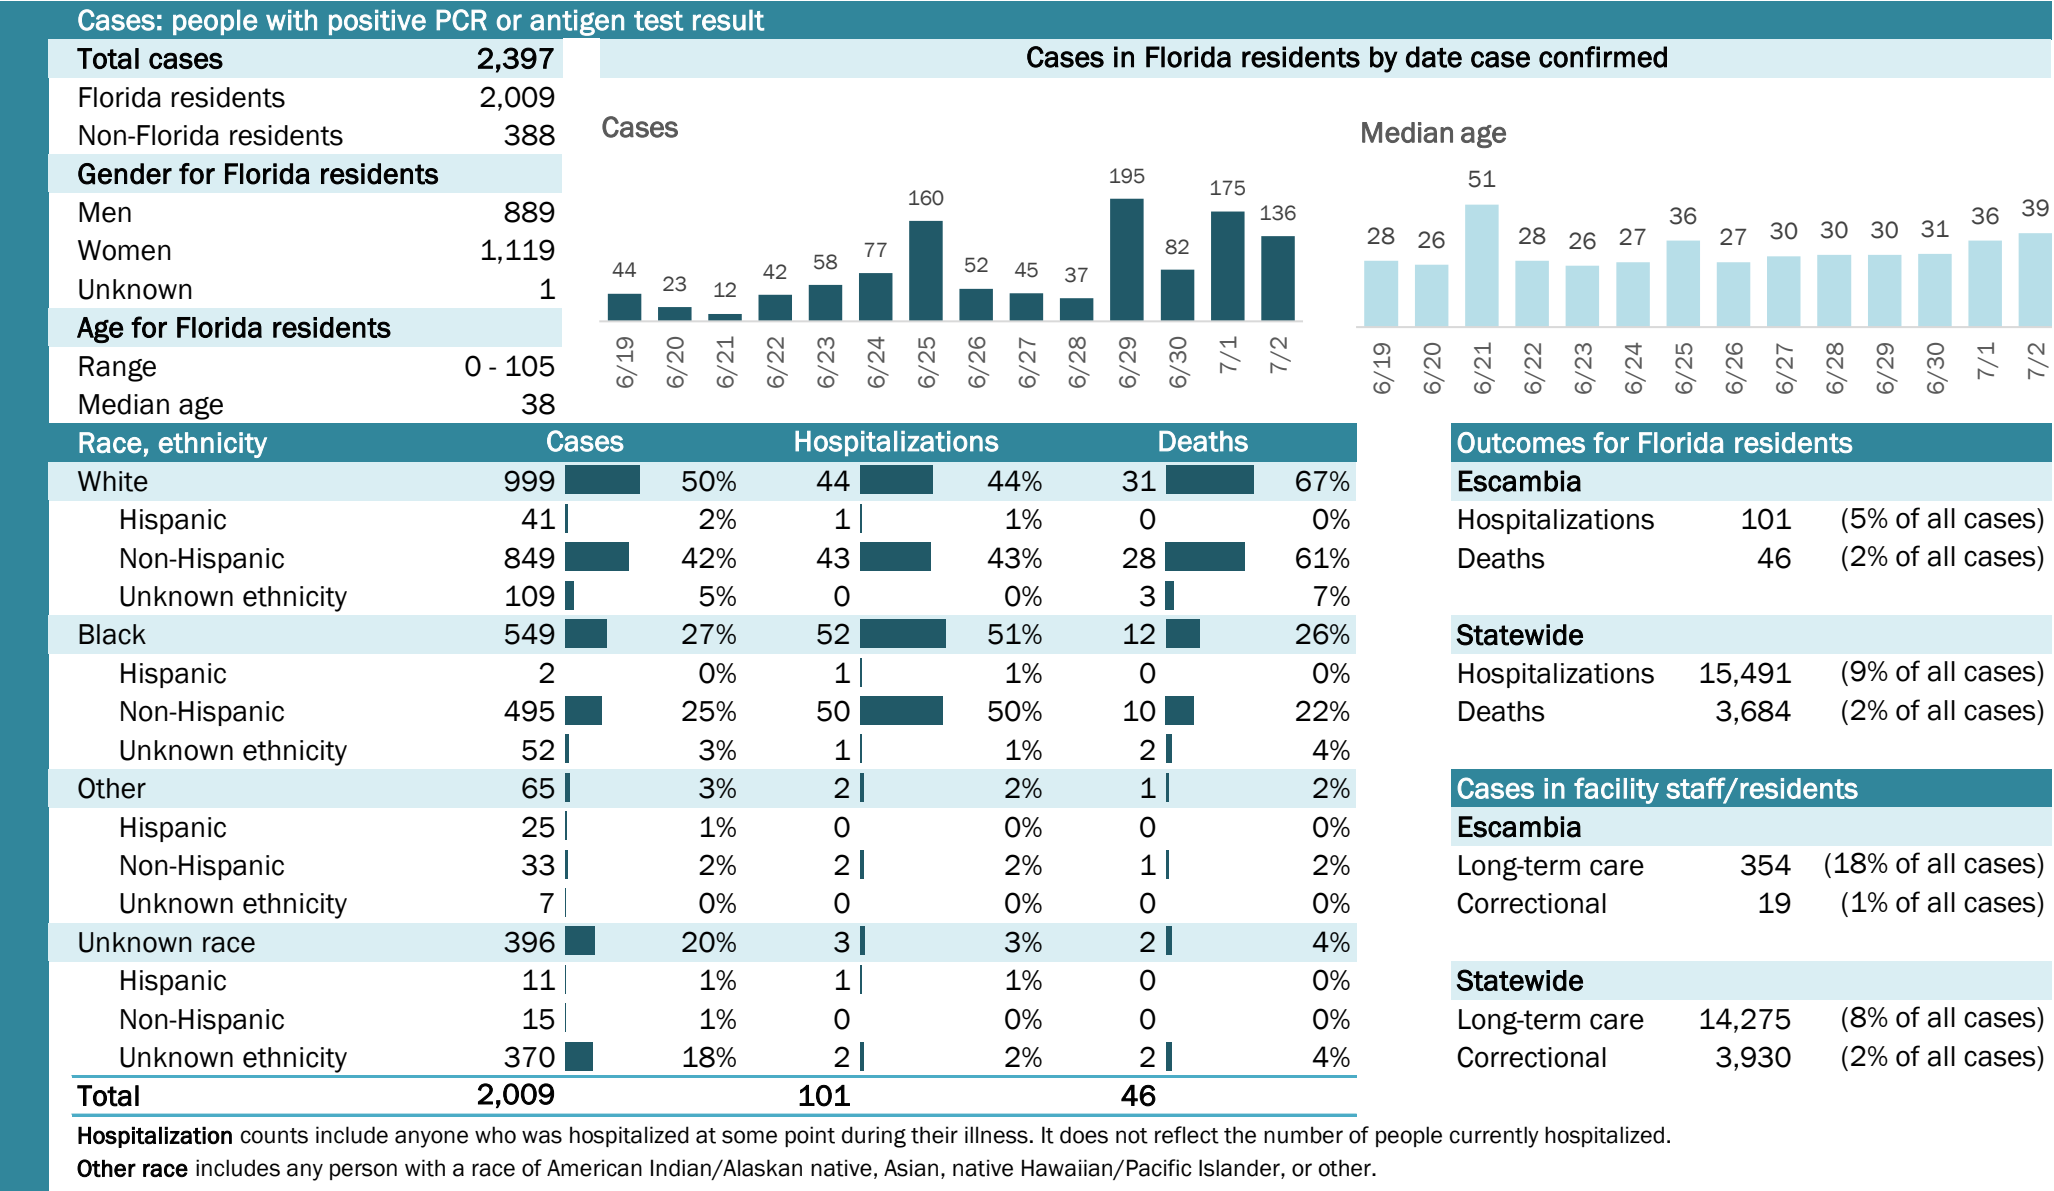 Cases: people with positive PCR or antigen test result
Total cases 2,397
Florida residents 2,009
Non-Florida residents 388
Gender for Florida residents
Men 889
Women 1,119
Unknown 1
Age for Florida residents
Range 0 - 105
Median age 38
Cases in Florida residents by date case confirmed
Cases
44 23 12 42 58 77 160 52 45 37 195 82 175 136
6/19 6/20 6/21 6/22 6/23 6/24 6/25 6/26 6/27 6/28 6/29 6/30 7/1 7/2
Median age
28 26 51 28 26 27 36 27 30 30 30 31 36 39
6/19 6/20 6/21 6/22 6/23 6/24 6/25 6/26 6/27 6/28 6/29 6/30 7/1 7/2
Race, ethnicity Cases Hospitalizations Deaths
White 999 50% 44 44% 31 67%
Hispanic 41 2% 1 1% 0 0%
Non-Hispanic 849 42% 43 43% 28 61%
Unknown ethnicity 109 5% 0 0% 3 7%
Black 549 27% 52 51% 12 26%
Hispanic 2 0% 1 1% 0 0%
Non-Hispanic 495 25% 50 50% 10 22%
Unknown ethnicity 52 3% 1 1% 2 4%
Other 65 3% 2 2% 1 2%
Hispanic 25 1% 0 0% 0 0%
Non-Hispanic 33 2% 2 2% 1 2%
Unknown ethnicity 7 0% 0 0% 0 0%
Unknown race 396 20% 3 3% 2 4%
Hispanic 11 1% 1 1% 0 0%
Non-Hispanic 15 1% 0 0% 0 0%
Unknown ethnicity 370 18% 2 2% 2 4%
Total 2,009 101 46
Outcomes for Florida residents
Escambia
Hospitalizations 101 (5% of all cases)
Deaths 46 (2% of all cases)
Statewide
Hospitalizations 15,491 (9% of all cases)
Deaths 3,684 (2% of all cases)
Cases in facility staff/residents
Escambia
Long-term care 354 (18% of all cases)
Correctional 19 (1% of all cases)
Statewide
Long-term care 14,275 (8% of all cases)
Correctional 3,930 (2% of all cases)
Hospitalization counts include anyone who was hospitalized at some point during their illness. It does not reflect the number of people currently hospitalized.
Other race includes any person with a race of American Indian/Alaskan native, Asian, native Hawaiian/Pacific Islander, or other.